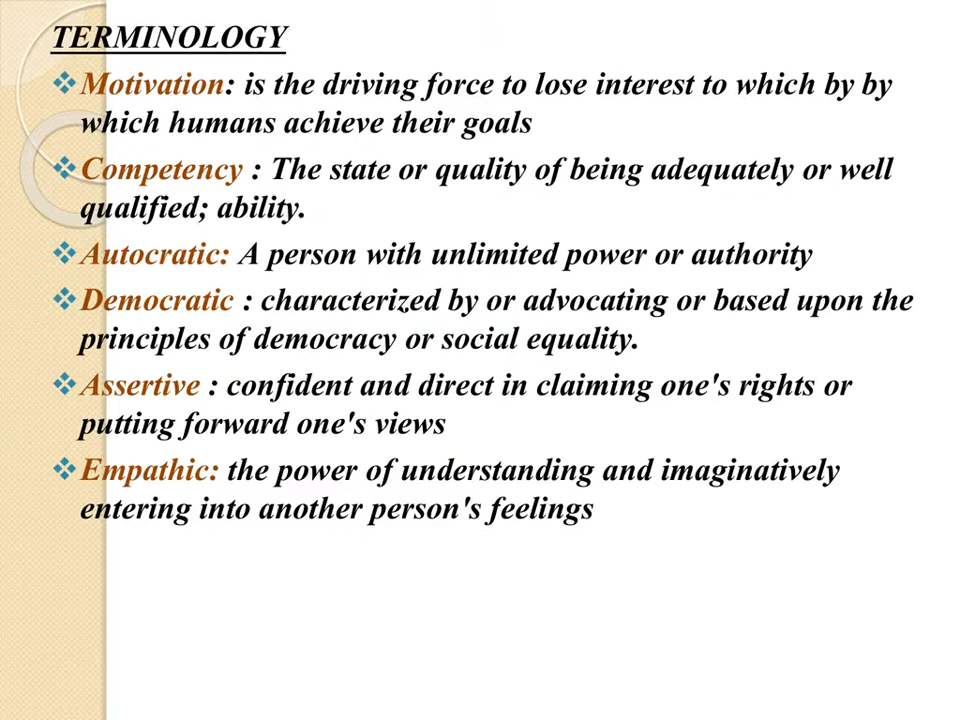 TERMINOLOGY
Motivation: is the driving force to lose interest to which by by
which humans achieve their goals
Competency : The state or quality of being adequately or well
qualified; ability.
Autocratic: A person with unlimited power or authority
Democratic : characterized by or advocating or based upon the
principles of democracy or social equality.
Assertive : confident and direct in claiming one's rights or
putting forward one's views
Empathic: the power of understanding and imaginatively
entering into another person's feelings